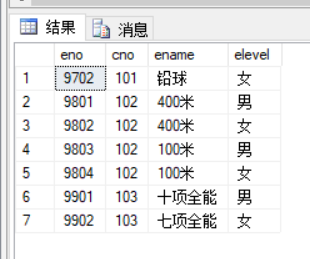 结果 消息
eno cno ename elevel
1 9702 101 铅球 女
2 9801 102 400米 男
3 9802 102 400米 女
4 9803 102 100米 男
5 9804 102 100米 女
6 9901 103 十项全能 男
7 9902 103 七项全能 女